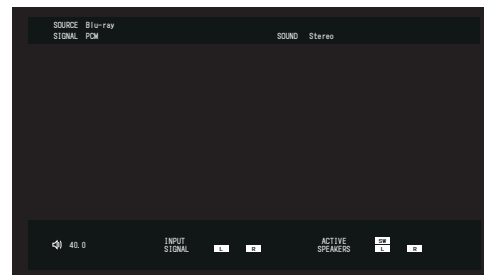 SOURCE Blu-ray
SIGNAL PCM SOUND Stereo
40.0 INPUT SIGNAL L R ACTIVE SPEAKERS SW L R